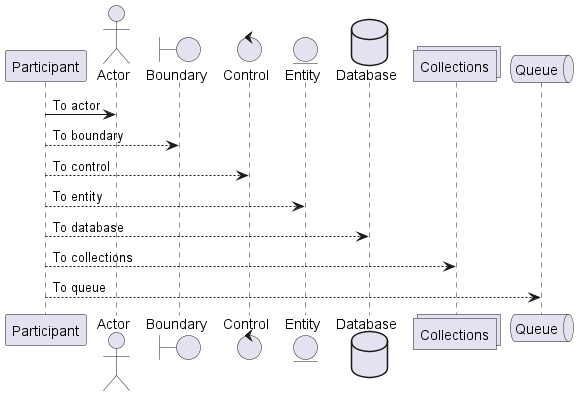 Participant
Actor
Boundary
Control
Entity
Database
Collections
Queue
To actor
To boundary
To control
To entity
To database
To collections
To queue
Participant
Actor
Boundary
Control
Entity
Database
Collections
Queue